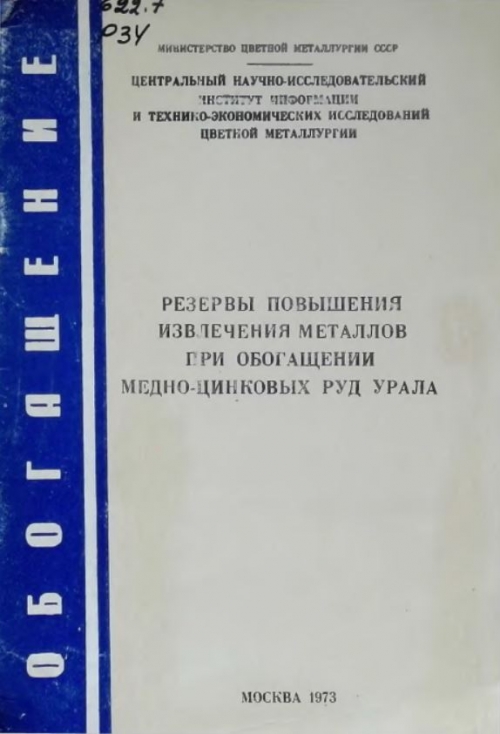 622.7
О34
МИНИСТЕРСТВО ЦВЕТНОЙ МЕТАЛЛУРГИИ СССР
ЦЕНТРАЛЬНЫЙ НАУЧНО-ИССЛЕДОВАТЕЛЬСКИЙ
ИНСТИТУТ ИНФОРМАЦИИ
И ТЕХНИКО-ЭКОНОМИЧЕСКИХ ИССЛЕДОВАНИЙ
ЦВЕТНОЙ МЕТАЛЛУРГИИ
ОБОГАЩЕНИЕ
РЕЗЕРВЫ ПОВЫШЕНИЯ
ИЗВЛЕЧЕНИЯ МЕТАЛЛОВ
ПРИ ОБОГАЩЕНИИ
МЕДНО-ЦИНКОВЫХ РУД УРАЛА
МОСКВА 1973